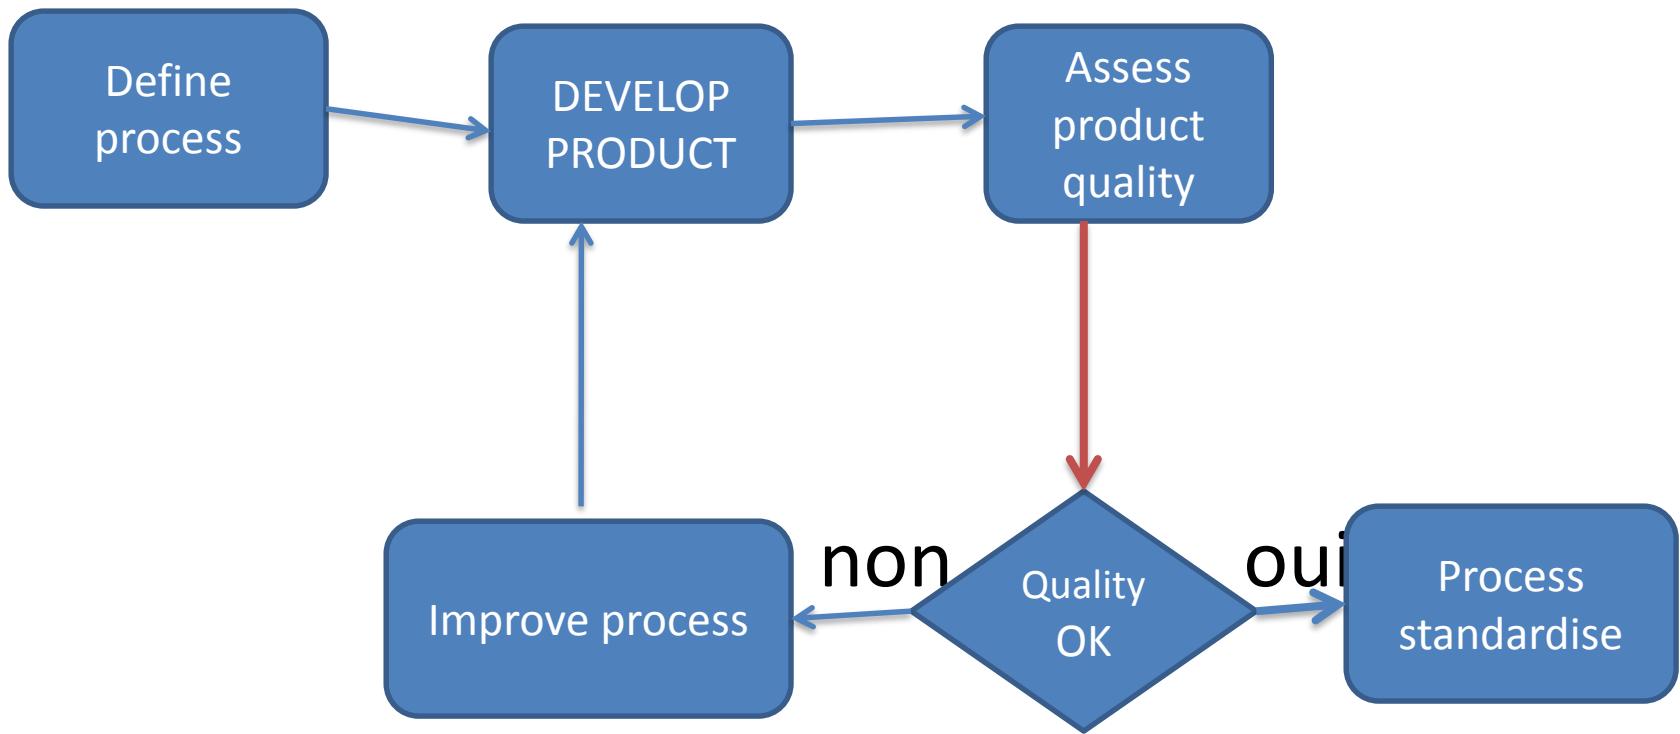 Define
process
DEVELOP
PRODUCT
Assess
product
quality
Improve process
non
Quality
OK
oui
Process
standardise